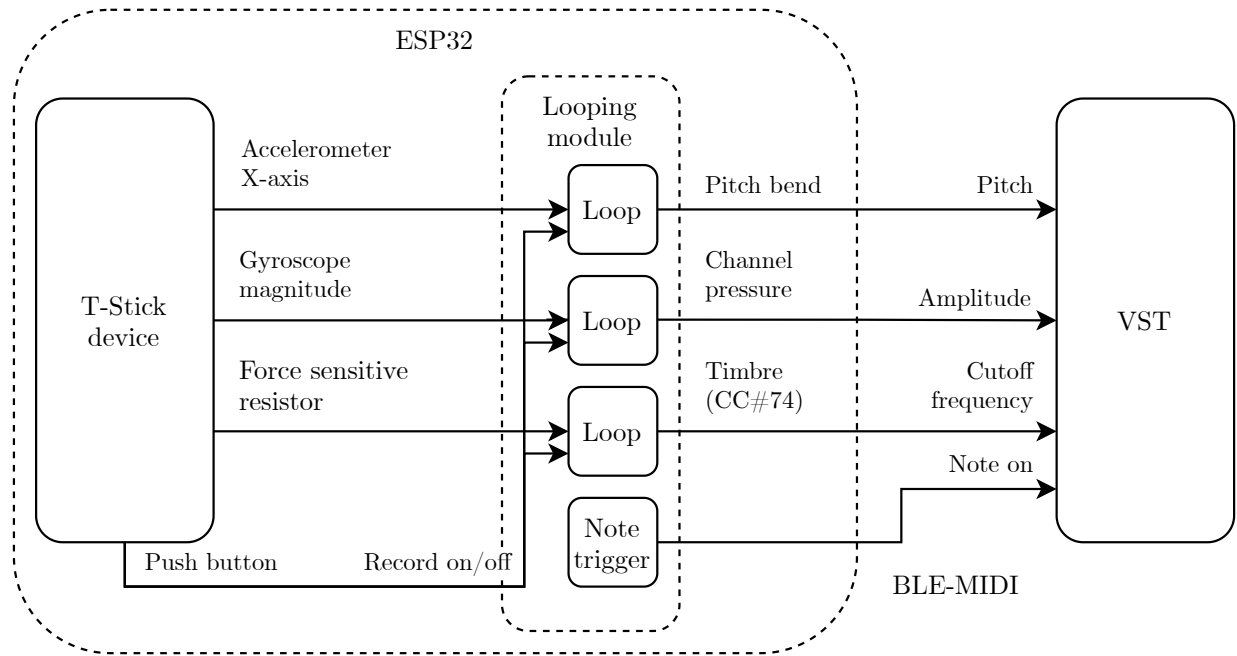 ESP32
Looping
module
Accelerometer
X-axis
Loop
Pitch bend
Pitch
Gyroscope
magnitude
Loop
Channel
pressure
Amplitude
T-Stick
device
VST
Force sensitive
resistor
Loop
Timbre
(CC#74)
Cutoff
frequency
Note on
Note
trigger
Push button
Record on/off
BLE-MIDI